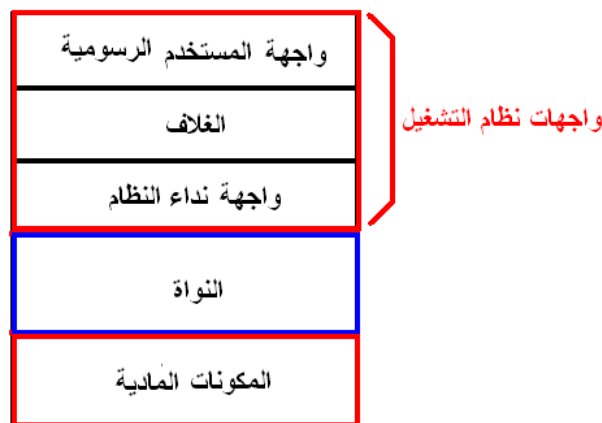 واجهة المستخدم الرسومية
الغلاف
واجهات نظام التشغيل
واجهة نداء النظام
النواة
المكونات المادية